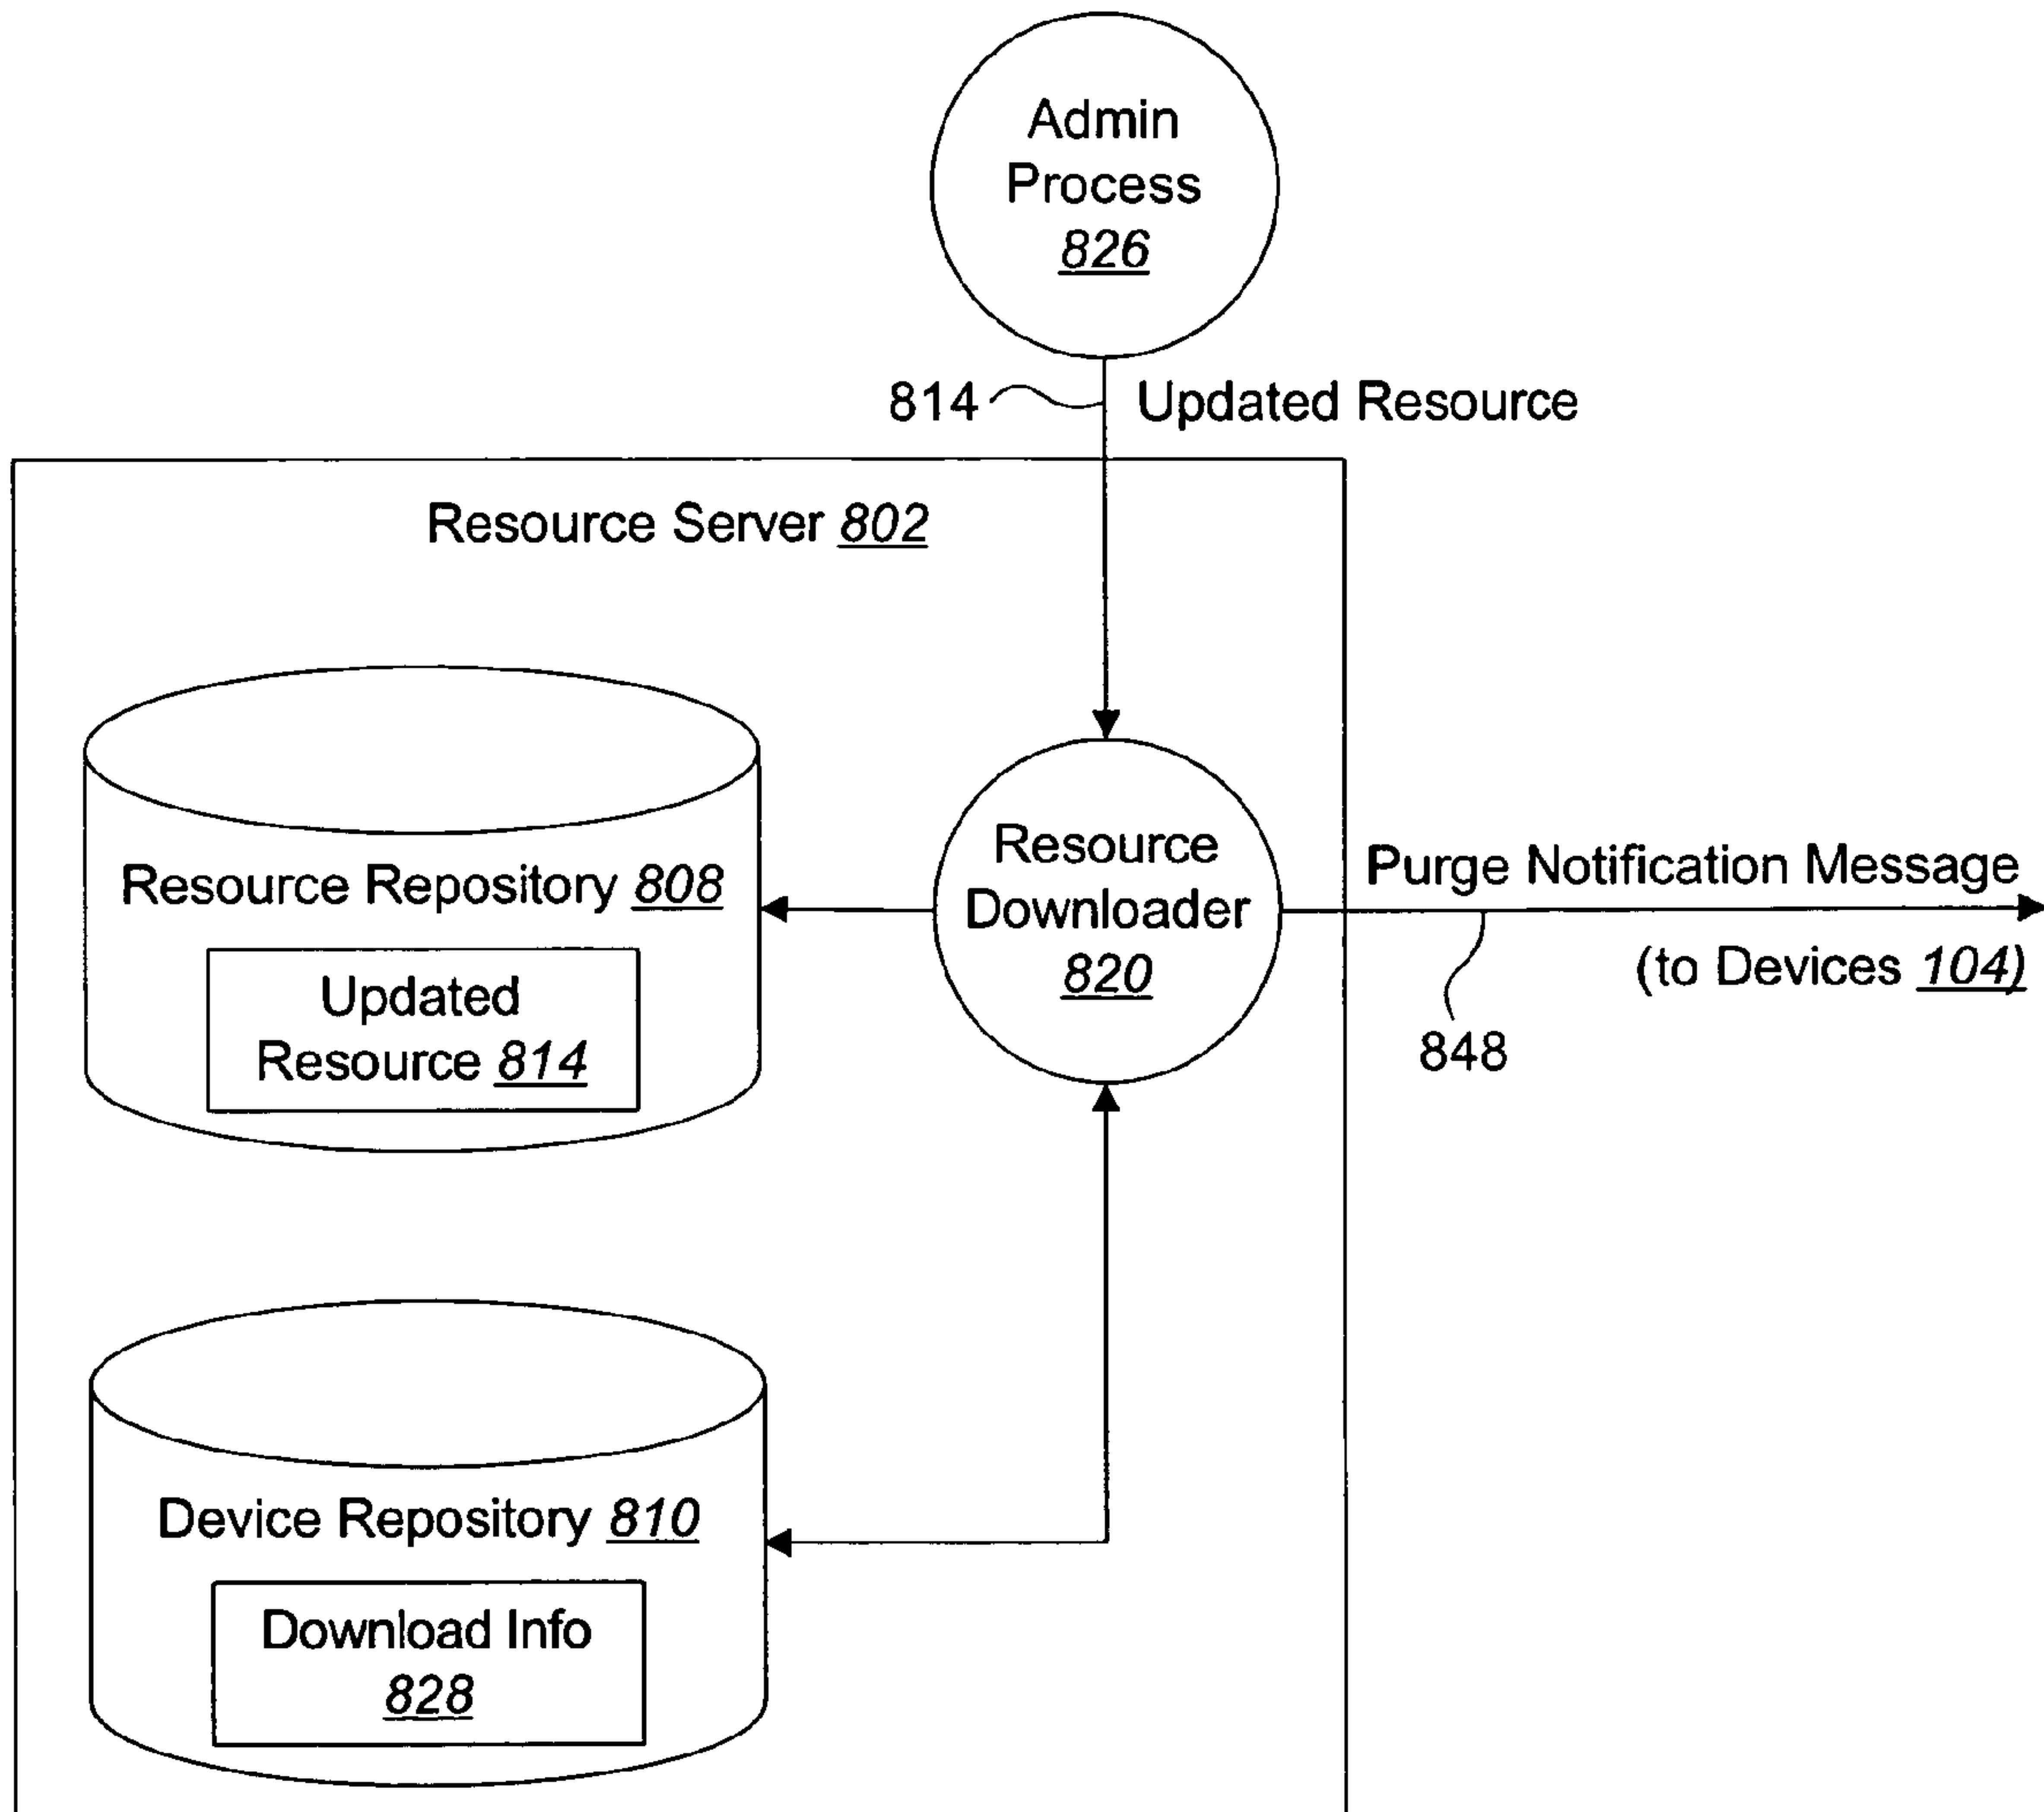 Admin
Process
826
814
Updated Resource
Resource Server 802
Resource Repository 808
Updated
Resource 814
Resource
Downloader
820
Purge Notification Message
(to Devices 104)
848
Device Repository 810
Download Info
828